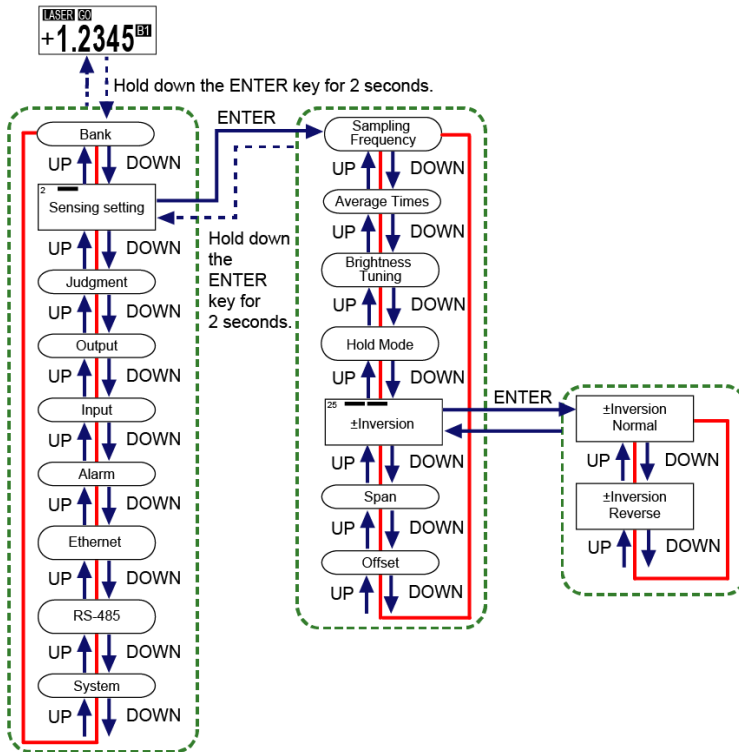 LASER GO
+1.2345 B1
Hold down the ENTER key for 2 seconds.
Bank
UP DOWN
2
Sensing setting
UP DOWN
Judgment
UP DOWN
Output
UP DOWN
Input
UP DOWN
Alarm
UP DOWN
Ethernet
UP DOWN
RS-485
UP DOWN
System
UP DOWN
ENTER
Hold down
the
ENTER
key for
2 seconds.
Sampling
Frequency
UP DOWN
Average Times
UP DOWN
Brightness
Tuning
UP DOWN
Hold Mode
UP DOWN
25
±Inversion
UP DOWN
Span
UP DOWN
Offset
UP DOWN
ENTER
±Inversion
Normal
UP DOWN
±Inversion
Reverse
UP DOWN